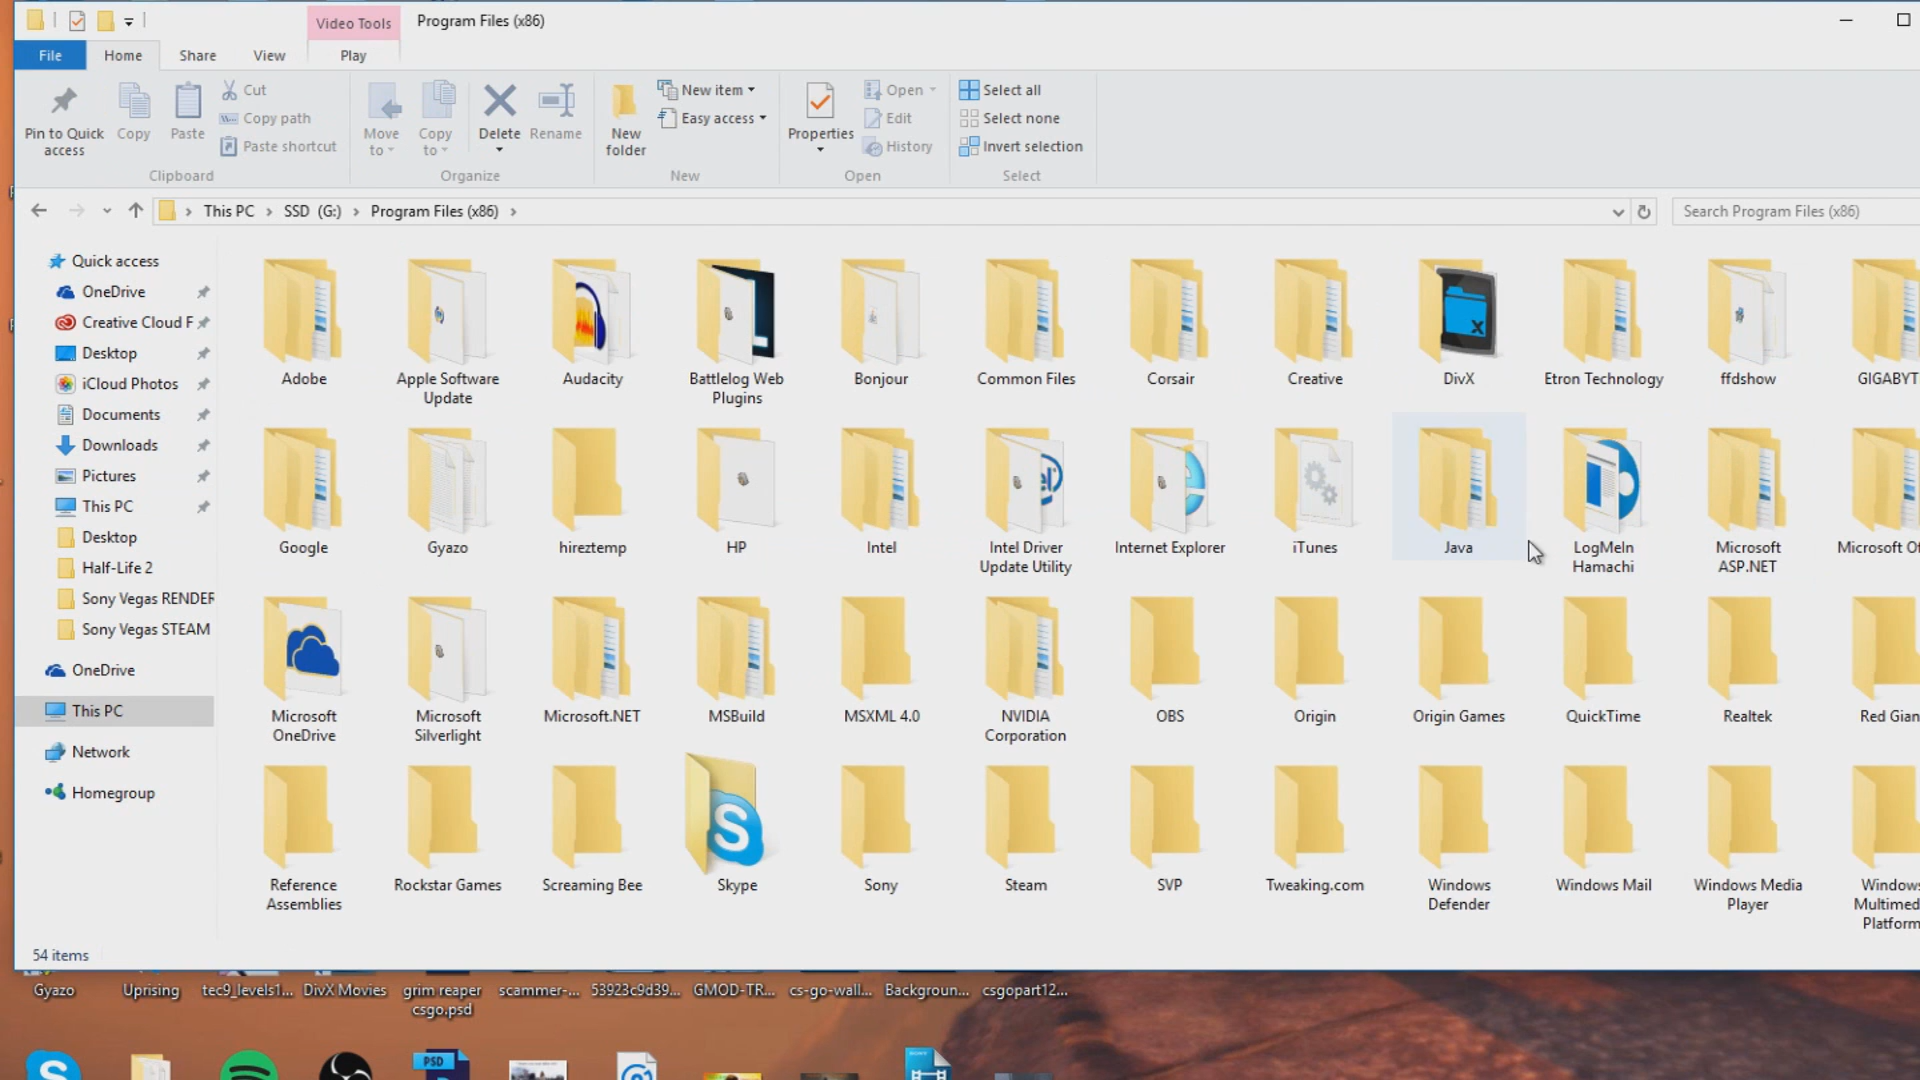 Video Tools
Program Files (x86)
File
Home
Share
View
Play
Pin to Quick
access
Copy
Paste
Cut
Copy path
Paste shortcut
Clipboard
Move
to
Copy
to
Delete
Rename
Organize
New
folder
New item
Easy access
New
Properties
Open
Edit
History
Open
Select all
Select none
Invert selection
Select
This PC > SSD (G:) > Program Files (x86) >
Search Program Files (x86)
Quick access
OneDrive
Creative Cloud F
Desktop
iCloud Photos
Documents
Downloads
Pictures
This PC
Desktop
Half-Life 2
Sony Vegas RENDER
Sony Vegas STEAM
OneDrive
This PC
Network
Homegroup
Adobe
Apple Software
Update
Audacity
Battlelog Web
Plugins
Bonjour
Common Files
Corsair
Creative
DivX
Etron Technology
ffdshow
GIGABYT
Google
Gyazo
hireztemp
HP
Intel
Intel Driver
Update Utility
Internet Explorer
iTunes
Java
LogMeIn
Hamachi
Microsoft
ASP.NET
Microsoft Of
Microsoft
OneDrive
Microsoft
Silverlight
Microsoft.NET
MSBuild
MSXML 4.0
NVIDIA
Corporation
OBS
Origin
Origin Games
QuickTime
Realtek
Red Gian
Reference
Assemblies
Rockstar Games
Screaming Bee
Skype
Sony
Steam
SVP
Tweaking.com
Windows
Defender
Windows Mail
Windows Media
Player
Windows
Multimed
Platform
54 items
Gyazo
Uprising
tec9_levels1...
DivX Movies
grim reaper
csgo.psd
scammer-...
53923c9d39...
GMOD-TR...
cs-go-wall...
Backgroun...
csgopart12...
PSD